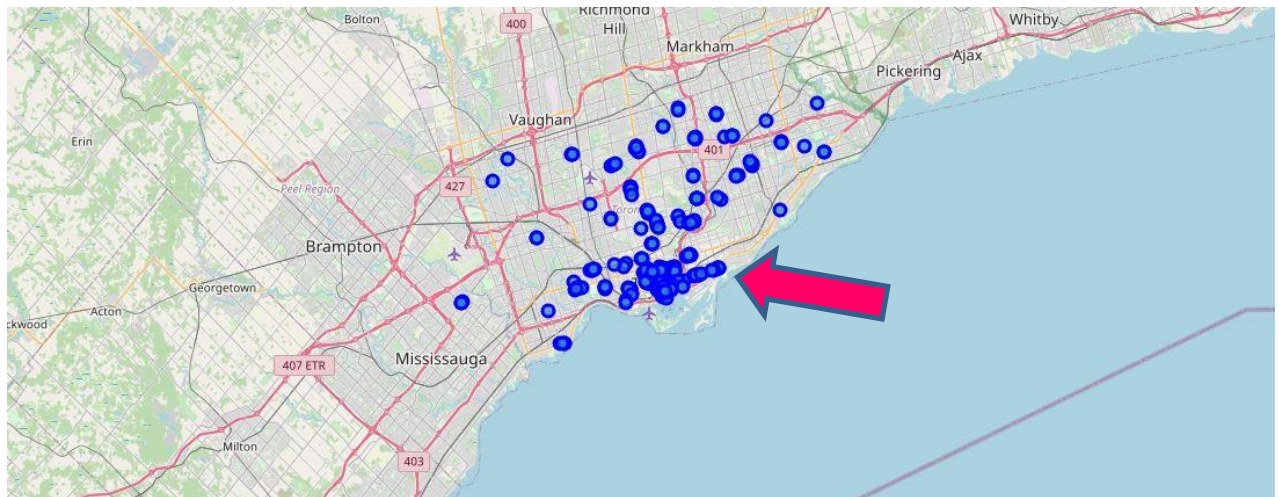 Bolton
400
Richmond
Hill
Whitby
Markham
Ajax
Pickering
Vaughan
Erin
401
Peel Region
427
Brampton
Georgetown
Acton
ckwood
Mississauga
407 ETR
Milton
403